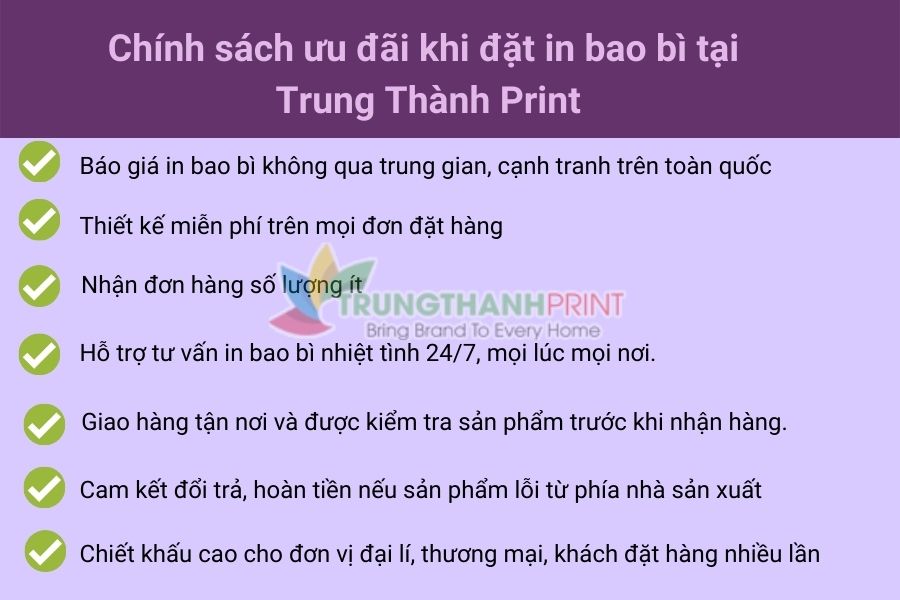 Chính sách ưu đãi khi đặt in bao bì tại
Trung Thành Print
Báo giá in bao bì không qua trung gian, cạnh tranh trên toàn quốc
Thiết kế miễn phí trên mọi đơn đặt hàng
Nhận đơn hàng số lượng ít
TRUNGTHANHPRINT
Bring Brand To Every Home
Hỗ trợ tư vấn in bao bì nhiệt tình 24/7, mọi lúc mọi nơi.
Giao hàng tận nơi và được kiểm tra sản phẩm trước khi nhận hàng.
Cam kết đổi trả, hoàn tiền nếu sản phẩm lỗi từ phía nhà sản xuất
Chiết khấu cao cho đơn vị đại lí, thương mại, khách đặt hàng nhiều lần